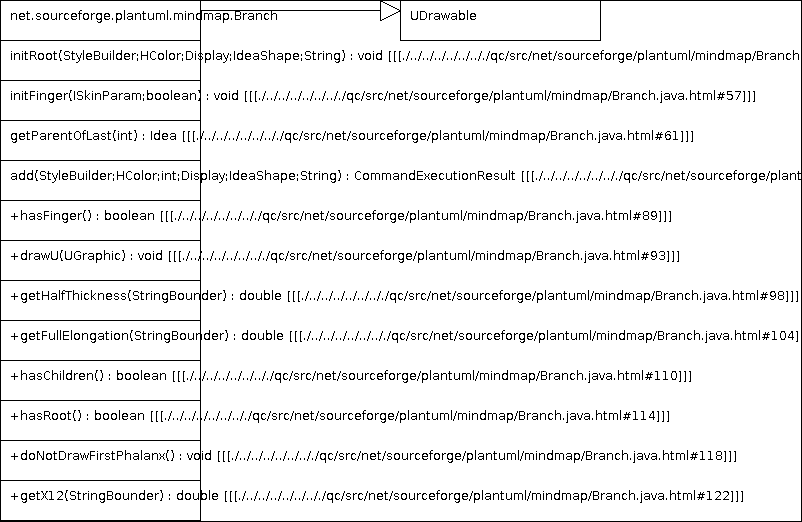 net.sourceforge.plantuml.mindmap.Branch
UDrawable
initRoot(StyleBuilder;HColor;Display;IdeaShape;String) : void [[[./../../../../../../../qc/src/net/sourceforge/plantuml/mindmap/Branch
initFinger(ISkinParam;boolean) : void [[[./../../../../../../../qc/src/net/sourceforge/plantuml/mindmap/Branch.java.html#57]]]
getParentOfLast(int) : Idea [[[./../../../../../../../qc/src/net/sourceforge/plantuml/mindmap/Branch.java.html#61]]]
add(StyleBuilder;HColor;int;Display;IdeaShape;String) : CommandExecutionResult [[[./../../../../../../../qc/src/net/sourceforge/plant
+hasFinger() : boolean [[[./../../../../../../../qc/src/net/sourceforge/plantuml/mindmap/Branch.java.html#89]]]
+drawU(UGraphic) : void [[[./../../../../../../../qc/src/net/sourceforge/plantuml/mindmap/Branch.java.html#93]]]
+getHalfThickness(StringBounder) : double [[[./../../../../../../../qc/src/net/sourceforge/plantuml/mindmap/Branch.java.html#98]]]
+getFullElongation(StringBounder) : double [[[./../../../../../../../qc/src/net/sourceforge/plantuml/mindmap/Branch.java.html#104]
+hasChildren() : boolean [[[./../../../../../../../qc/src/net/sourceforge/plantuml/mindmap/Branch.java.html#110]]]
+hasRoot() : boolean [[[./../../../../../../../qc/src/net/sourceforge/plantuml/mindmap/Branch.java.html#114]]]
+doNotDrawFirstPhalanx() : void [[[./../../../../../../../qc/src/net/sourceforge/plantuml/mindmap/Branch.java.html#118]]]
+getX12(StringBounder) : double [[[./../../../../../../../qc/src/net/sourceforge/plantuml/mindmap/Branch.java.html#122]]]